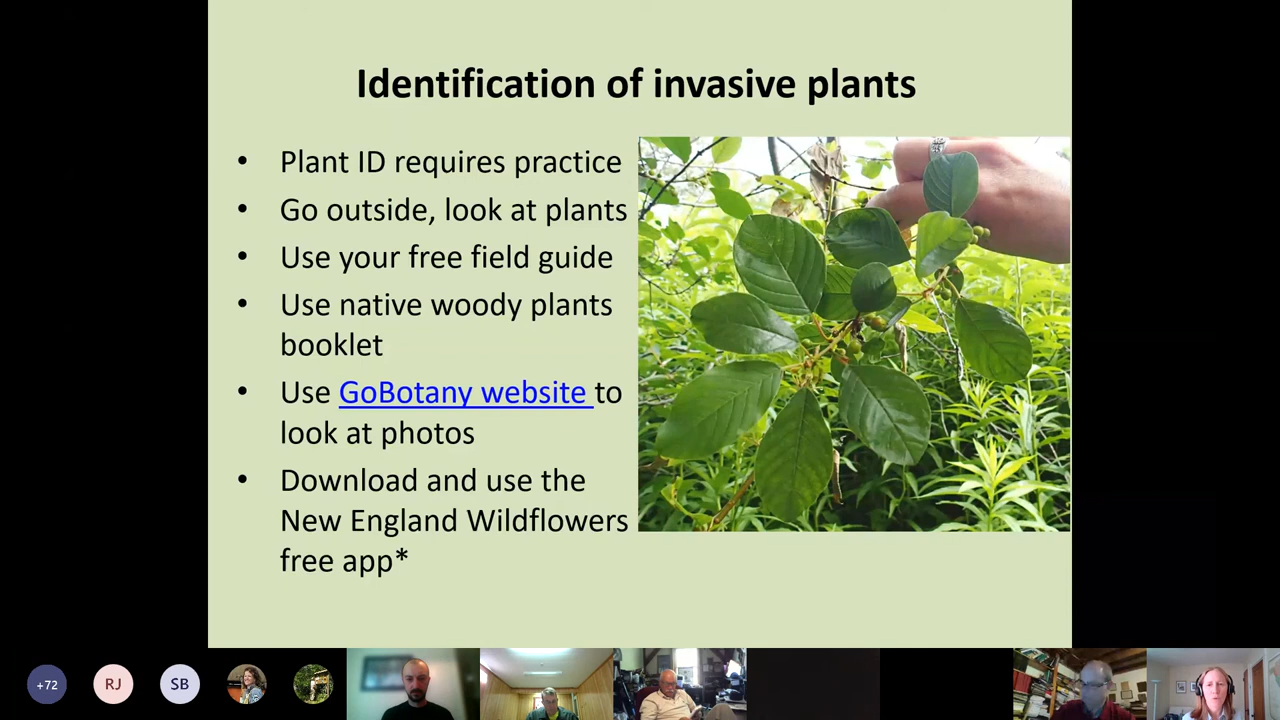 Identification of invasive plants
• Plant ID requires practice
• Go outside, look at plants
• Use your free field guide
• Use native woody plants
booklet
• Use GoBotany website to
look at photos
• Download and use the
New England Wildflowers
free app*
+72
RJ
SB